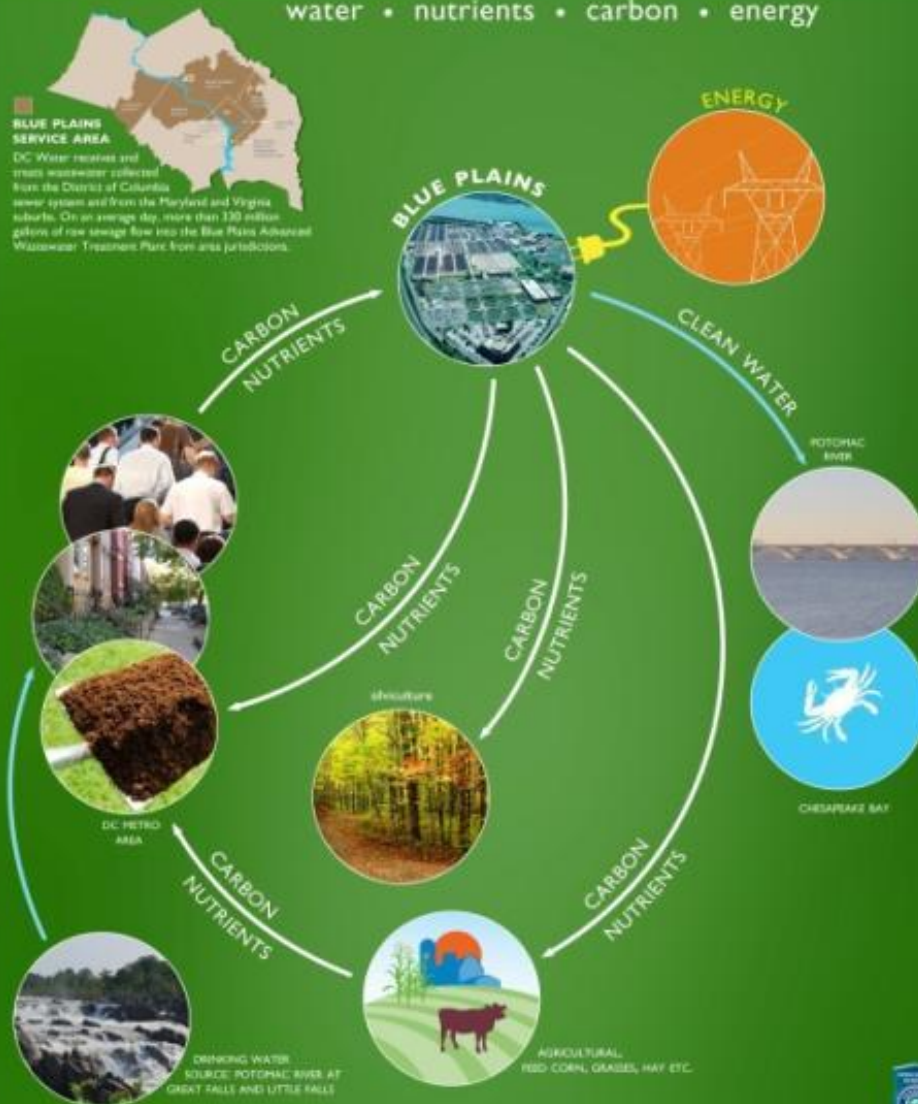 water • nutrients • carbon • energy
BLUE PLAINS
SERVICE AREA
DC Water receives and
treats wastewater collected
from the District of Columbia
sewer system and from the Maryland and Virginia
suburbs. On an average day, more than 330 million
gallons of raw sewage flow into the Blue Plains Advanced
Wastewater Treatment Plant from area jurisdictions.
ENERGY
BLUE PLAINS
CARBON
NUTRIENTS
CLEAN WATER
POTOMAC
RIVER
CARBON
NUTRIENTS
CARBON
NUTRIENTS
silviculture
CHESAPEAKE BAY
DC METRO
AREA
CARBON
NUTRIENTS
CARBON
NUTRIENTS
DRINKING WATER
SOURCE: POTOMAC RIVER AT
GREAT FALLS AND LITTLE FALLS
AGRICULTURAL,
FEED CORN, GRASSES, HAY ETC.